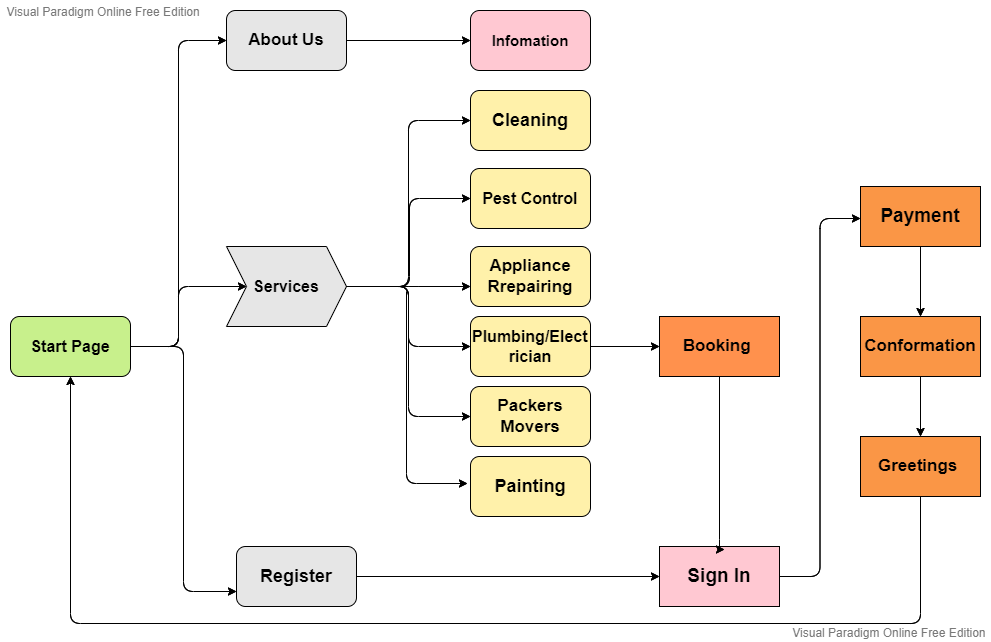 Visual Paradigm Online Free Edition
About Us
Infomation
Cleaning
Pest Control
Payment
Services
Appliance
Rrepairing
Start Page
Plumbing/Elect
rician
Booking
Conformation
Packers
Movers
Greetings
Painting
Register
Sign In
Visual Paradigm Online Free Edition